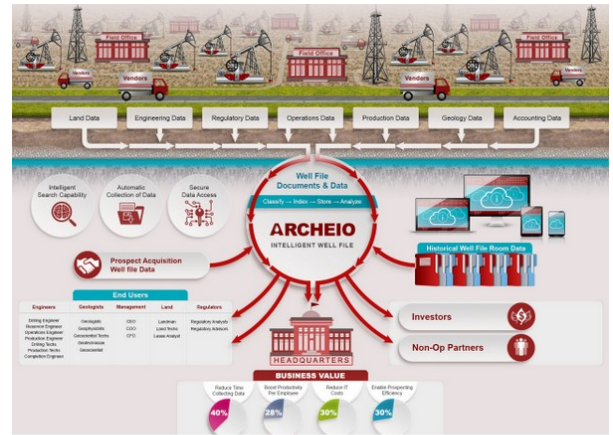 Field Office
Field Office
Field Office
Vendors
Vendors
Vendors
Vendors
Land Data
Engineering Data
Regulatory Data
Operations Data
Production Data
Geology Data
Accounting Data
Well File
Documents & Data
Classify → Index → Store → Analyze
ARCHEIO
INTELLIGENT WELL FILE
Intelligent
Search Capability
Automatic
Collection of Data
Secure
Data Access
Historical Well File Room Data
Prospect Acquisition
Well file Data
End Users
Engineers
Geologists
Management
Land
Regulators
Drilling Engineer
Reservoir Engineer
Operations Engineer
Production Engineer
Drilling Techs
Production Techs
Completion Engineer
Geologists
Geophysicists
Geoscientist Techs
Geotechnician
Geoscientist
CEO
COO
CFO
Landman
Land Techs
Lease Analyst
Regulatory Analysts
Regulatory Advisors
HEADQUARTERS
Investors
Non-Op Partners
BUSINESS VALUE
Reduce Time
Collecting Data
40%
Boost Productivity
Per Employee
28%
Reduce IT
Costs
30%
Enable Prospecting
Efficiency
30%